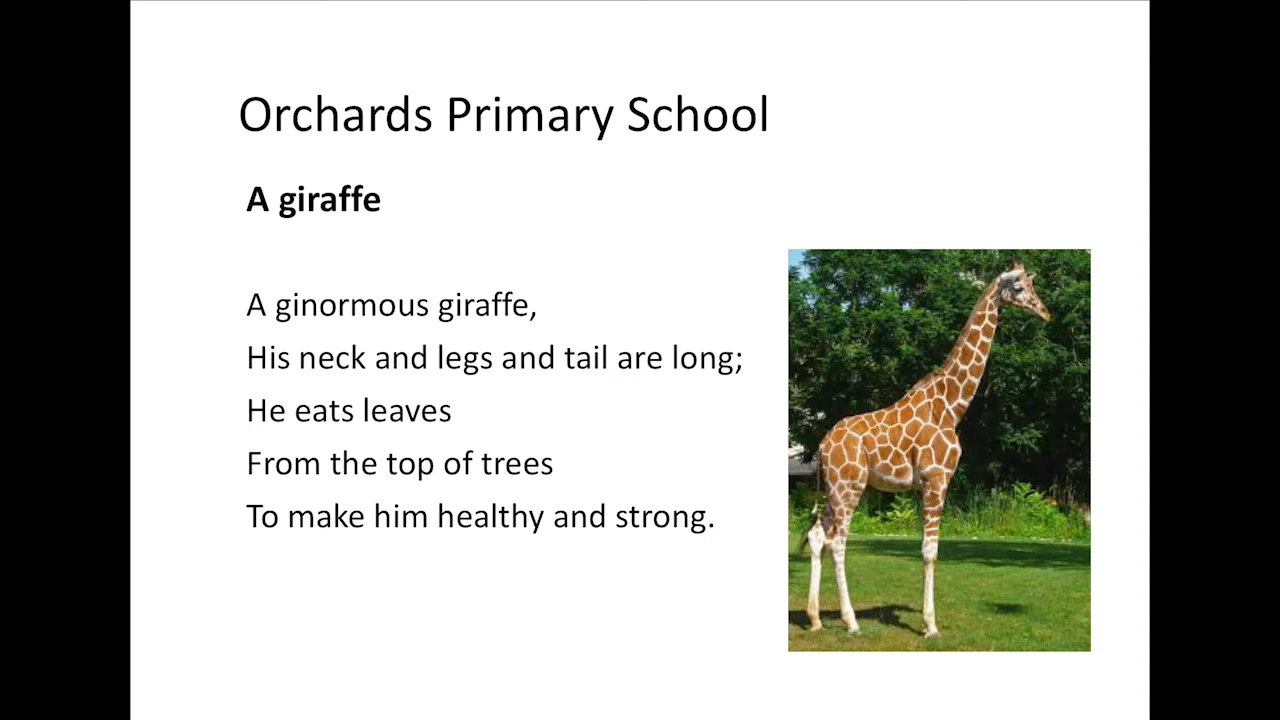 Orchards Primary School
A giraffe
A ginormous giraffe,
His neck and legs and tail are long;
He eats leaves
From the top of trees
To make him healthy and strong.